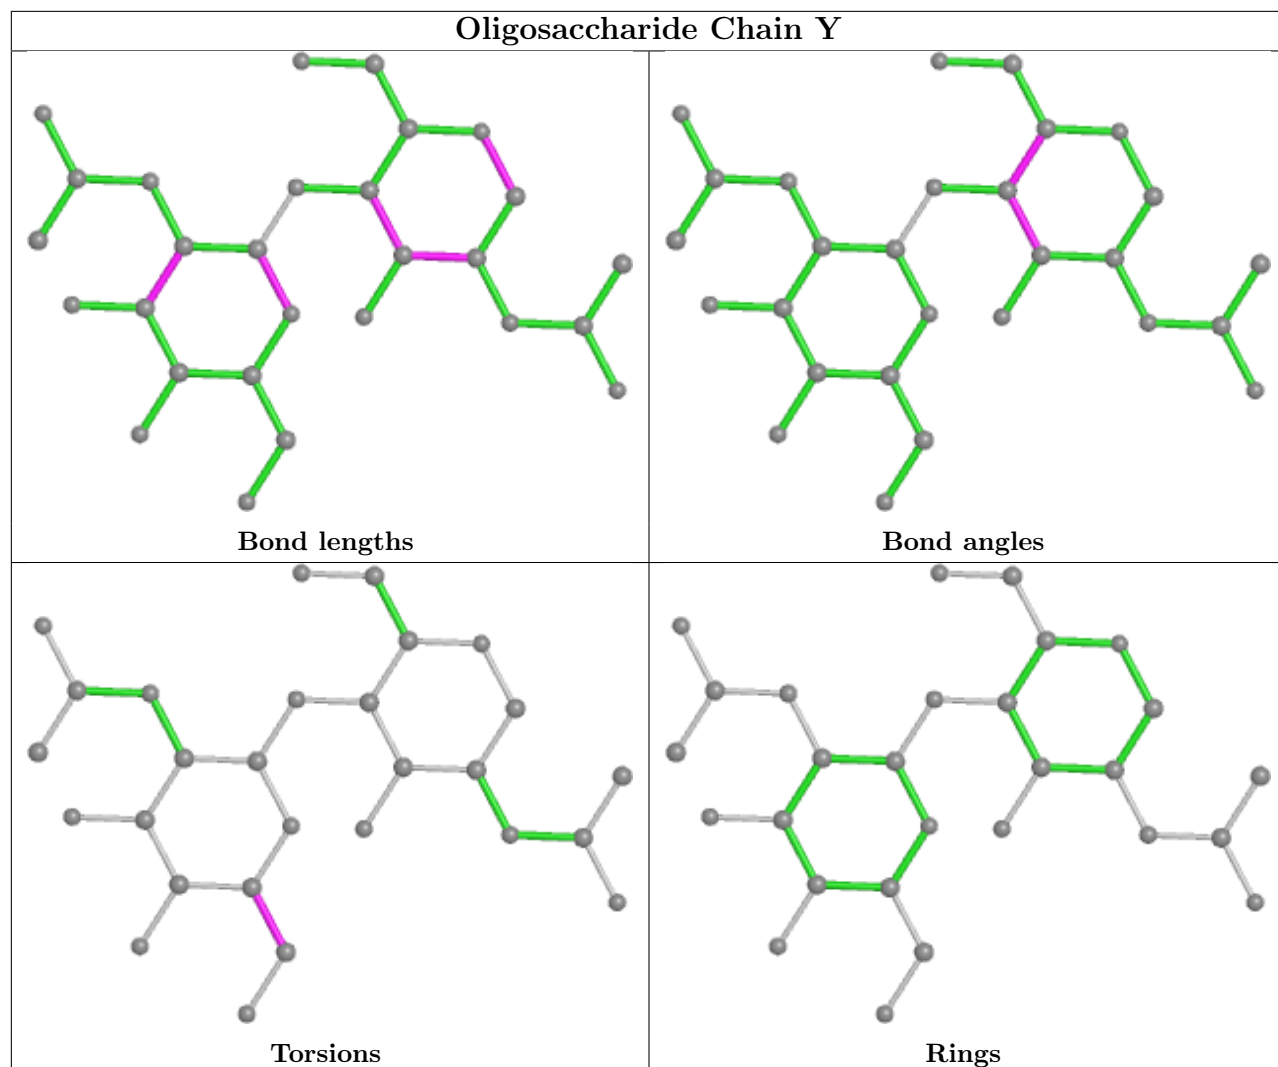 Oligosaccharide Chain Y
Bond lengths
Bond angles
Torsions
Rings